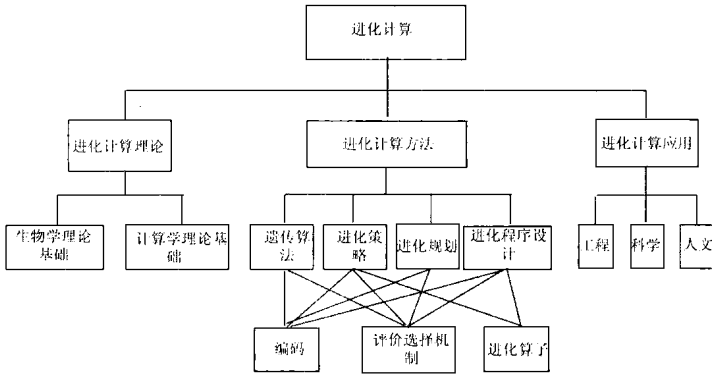 进化计算
进化计算理论
进化计算方法
进化计算应用
生物学理论
基础
计算学理论基
础
遗传算
法
进化策
略
进化规划
进化程序设
计
工程
科学
人文
编码
评价选择机
制
进化算子